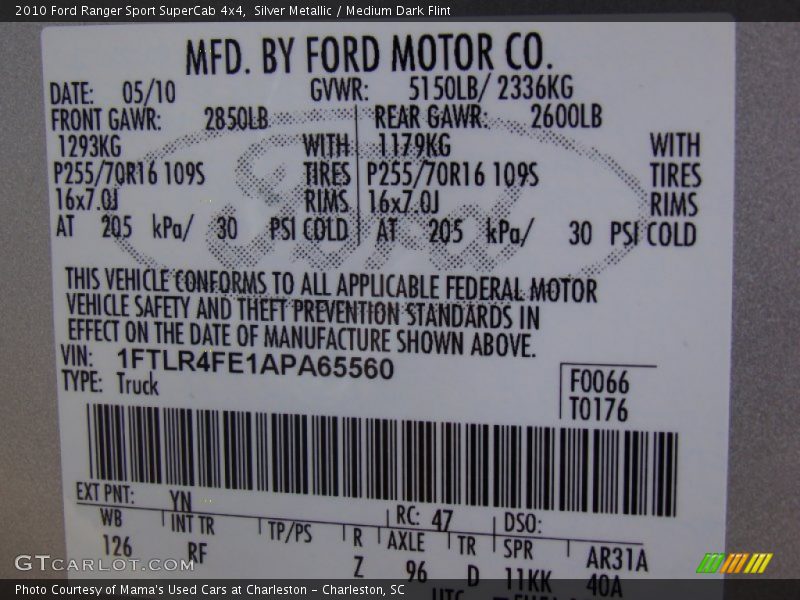 2010 Ford Ranger Sport SuperCab 4x4, Silver Metallic / Medium Dark Flint
MFD. BY FORD MOTOR CO.
DATE: 05/10 GVWR: 5150LB/ 2336KG
FRONT GAWR: 2850LB REAR GAWR: 2600LB
1293KG WITH 1179KG WITH
P255/70R16 109S TIRES P255/70R16 109S TIRES
16x7.0J RIMS 16x7.0J RIMS
AT 205 kPa/ 30 PSI COLD AT 205 kPa/ 30 PSI COLD
Ford
THIS VEHICLE CONFORMS TO ALL APPLICABLE FEDERAL MOTOR
VEHICLE SAFETY AND THEFT PREVENTION STANDARDS IN
EFFECT ON THE DATE OF MANUFACTURE SHOWN ABOVE.
VIN: 1FTLR4FE1APA65560
TYPE: Truck
F0066
T0176
EXT PNT: YN RC: 47 DSO:
WB INT TR TP/PS R AXLE TR SPR AR31A
126 RF Z 96 D 11KK 40A
UTC
GTCarLot.com
Photo Courtesy of Mama's Used Cars at Charleston - Charleston, SC